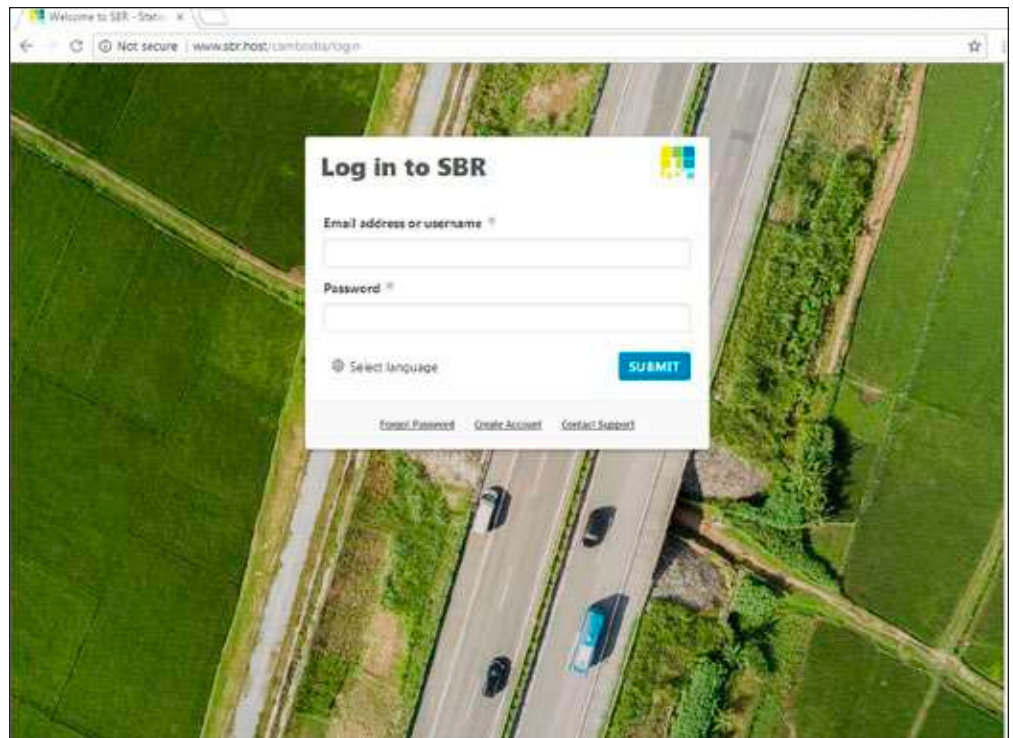 Welcome to SBR - Static
Not secure www.sbr.host/cambodia/login
Log in to SBR
Email address or username *
Password *
Select language
SUBMIT
Forgot Password Create Account Contact Support